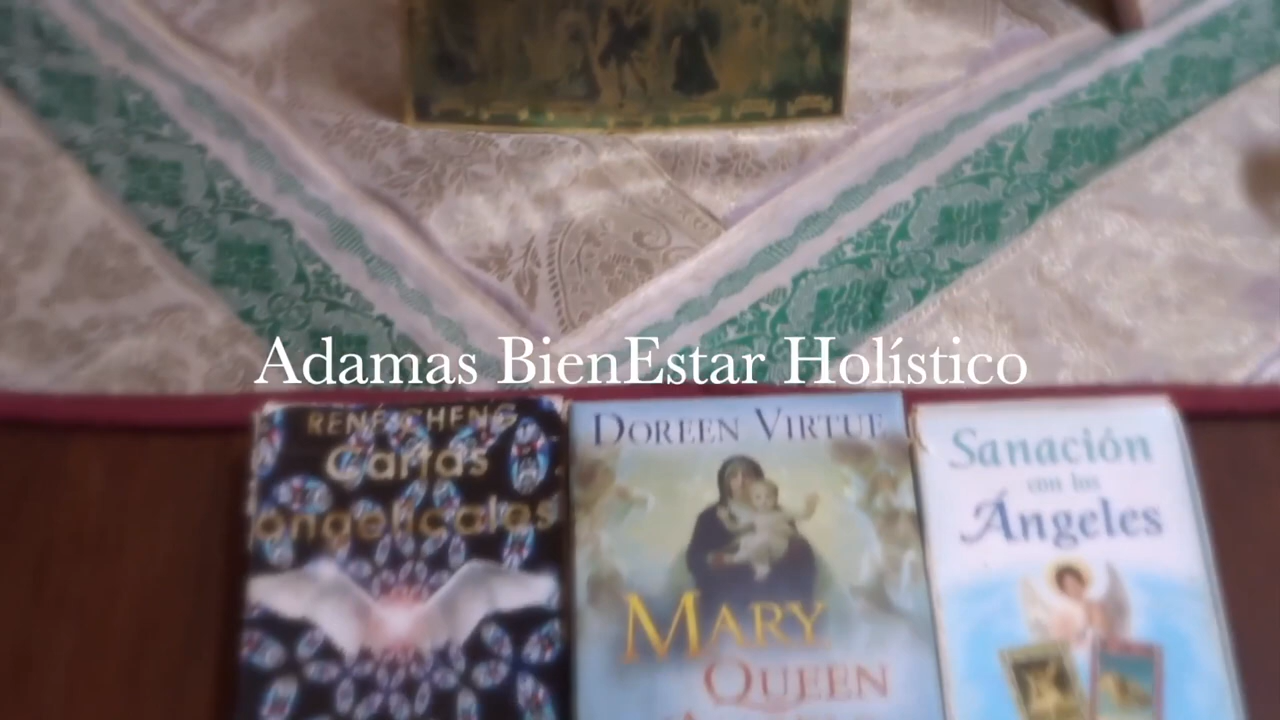 Adamas BienEstar Holístico
RENÉ CHENG
Cartas
angelicales
DOREEN VIRTUE
MARY
QUEEN
Sanación
con los
Ángeles